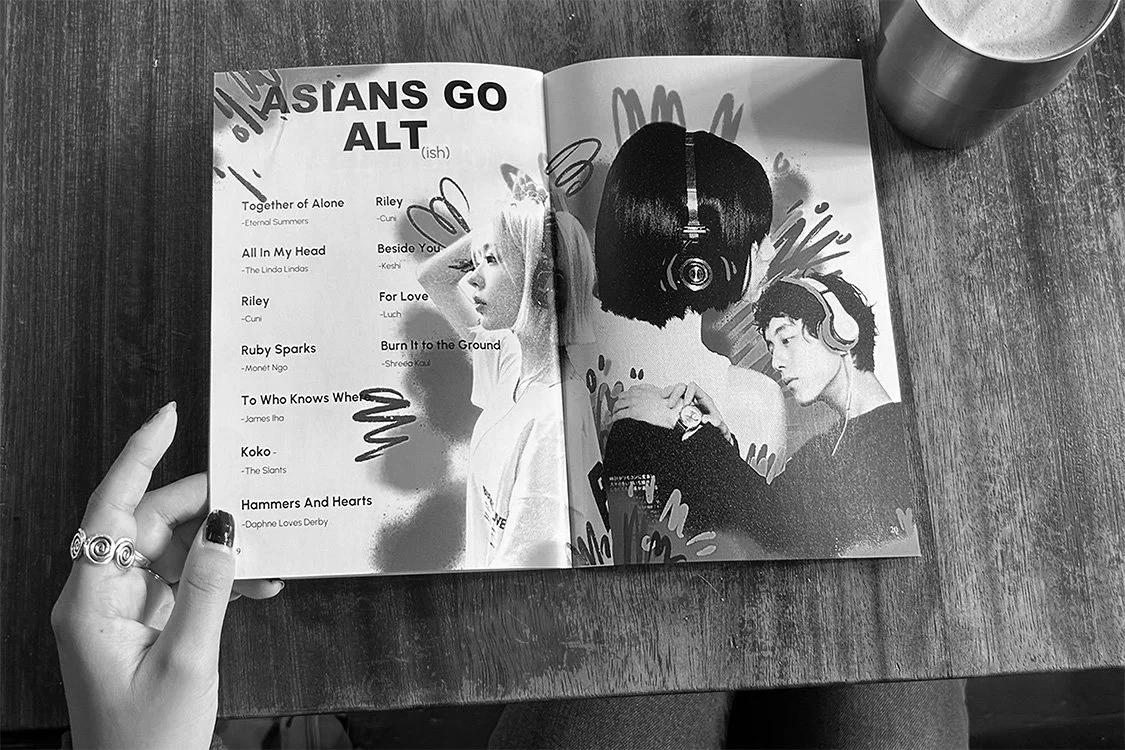 ASIANS GO
ALT
(ish)
Together of Alone
-Eternal Summers
All In My Head
-The Linda Lindas
Riley
-Cuni
Ruby Sparks
-Monét Ngo
To Who Knows Where
-James Iha
Koko -
-The Slants
Hammers And Hearts
-Daphne Loves Derby
Riley
-Cuni
Beside You
-Keshi
For Love
-Luch
Burn It to the Ground
-Shreea Kaul